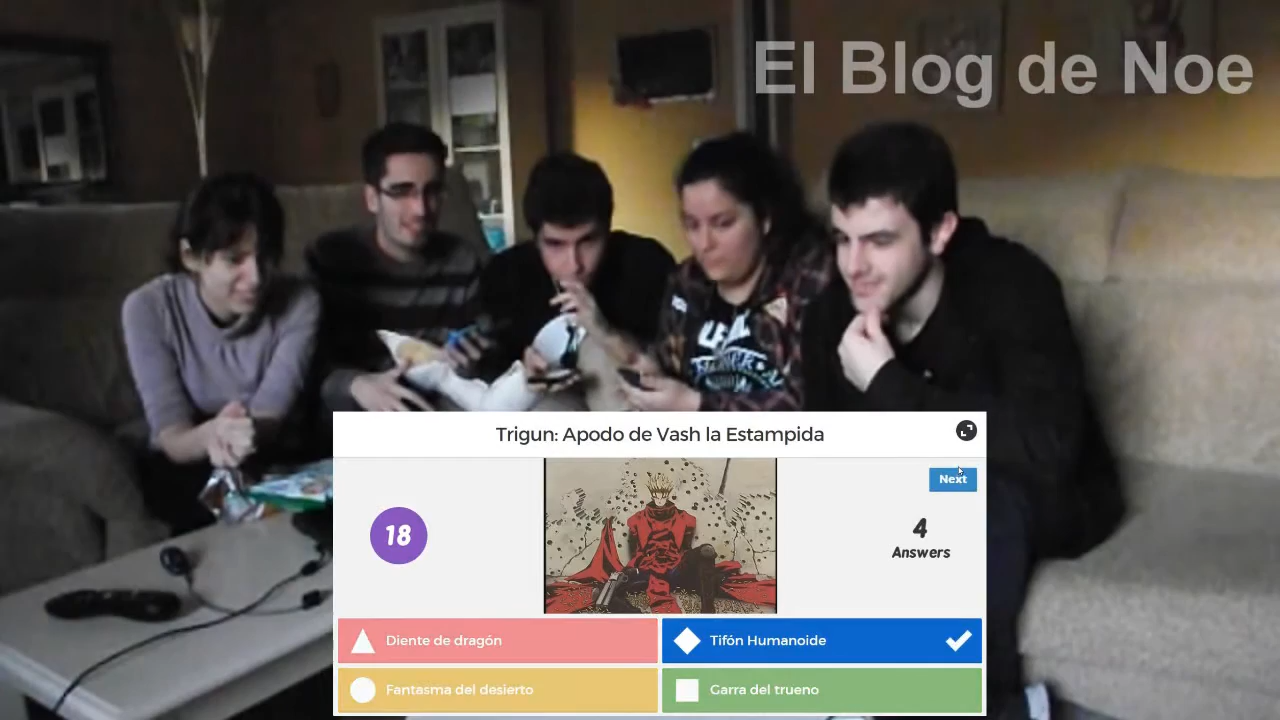 El Blog de Noe
Trigun: Apodo de Vash la Estampida
Next
18
4
Answers
Diente de dragón
Tifón Humanoide
Fantasma del desierto
Garra del trueno